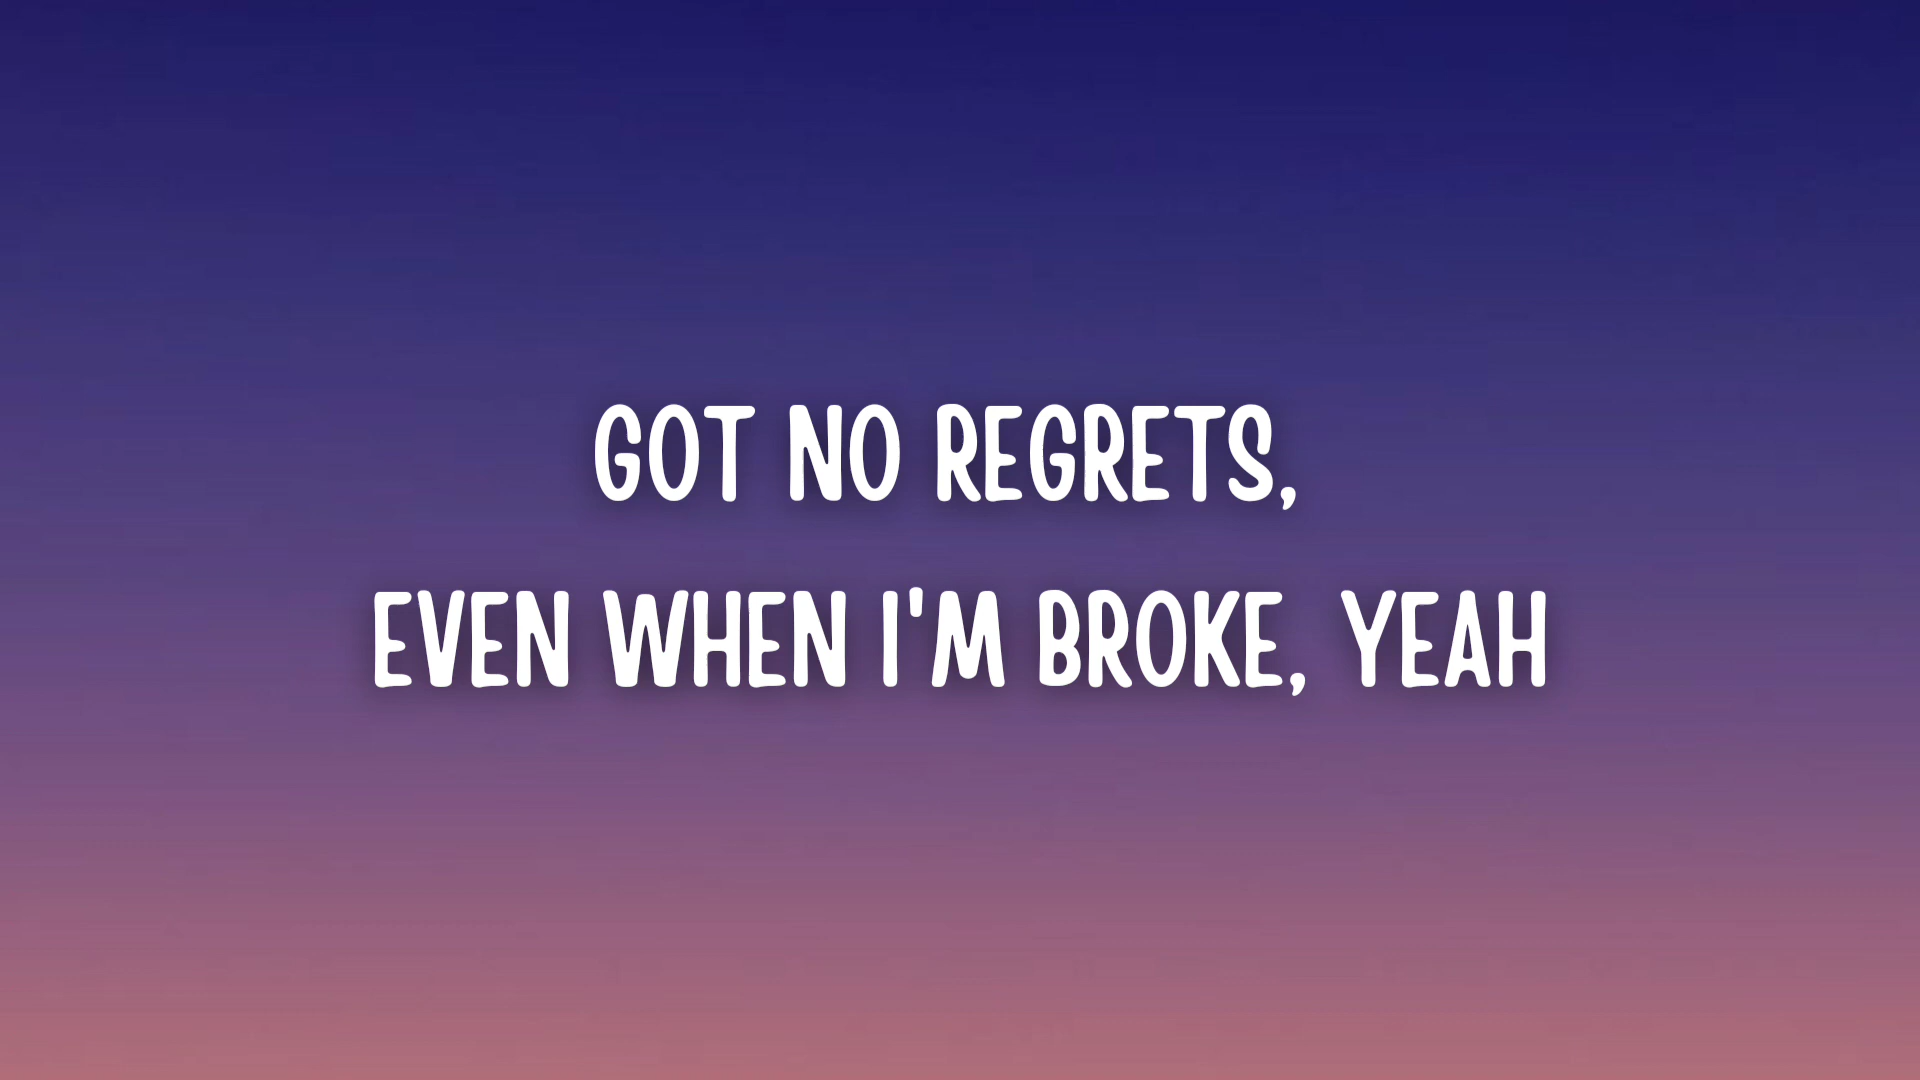 GOT NO REGRETS,
EVEN WHEN I'M BROKE, YEAH